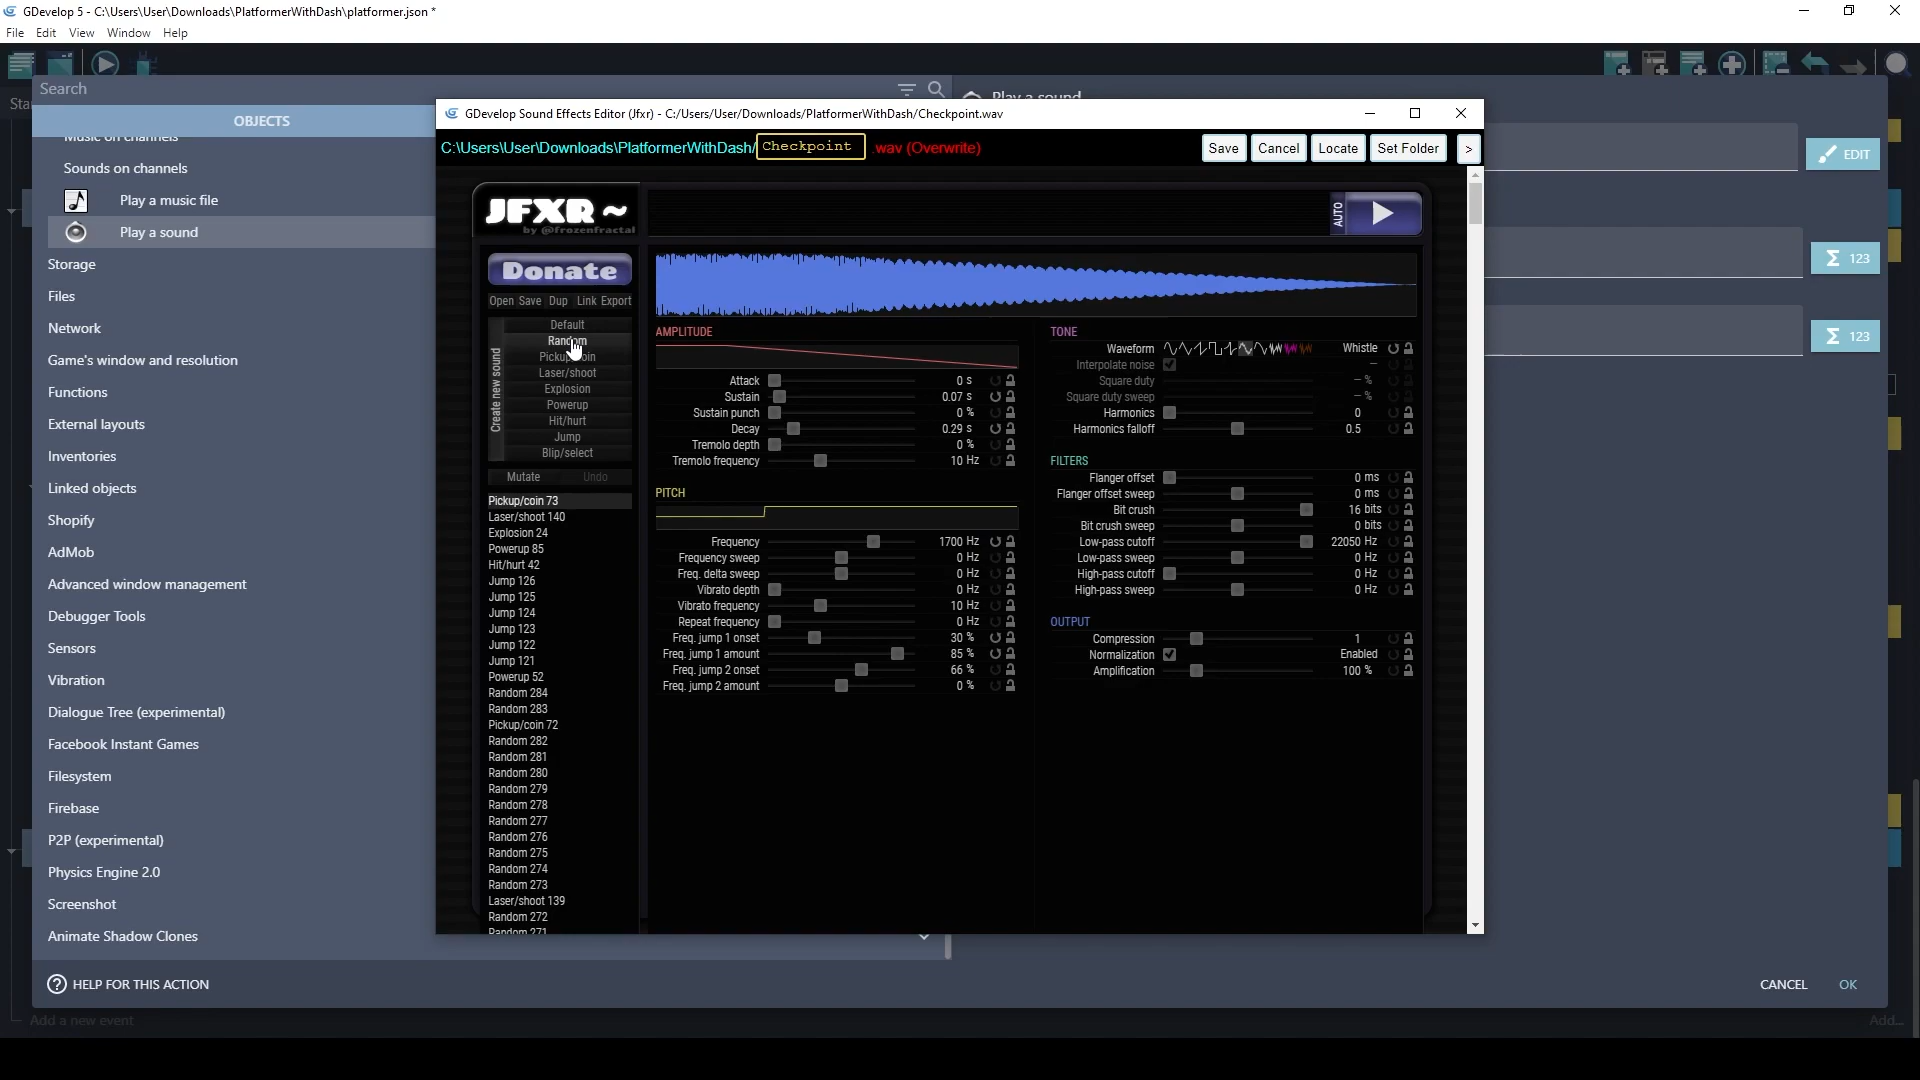 GDevelop 5 - C:\Users\User\Downloads\PlatformerWithDash\platformer.json *
File Edit View Window Help
Search
Play a sound
OBJECTS
Music on channels
Sounds on channels
Play a music file
Play a sound
Storage
Files
Network
Game's window and resolution
Functions
External layouts
Inventories
Linked objects
Shopify
AdMob
Advanced window management
Debugger Tools
Sensors
Vibration
Dialogue Tree (experimental)
Facebook Instant Games
Filesystem
Firebase
P2P (experimental)
Physics Engine 2.0
Screenshot
Animate Shadow Clones
HELP FOR THIS ACTION
Add a new event
GDevelop Sound Effects Editor (Jfxr) - C:/Users/User/Downloads/PlatformerWithDash/Checkpoint.wav
C:\Users\User\Downloads\PlatformerWithDash/ Checkpoint .wav (Overwrite)
Save Cancel Locate Set Folder >
JFXR ~
by @frozenfractal
AUTO
Donate
Open Save Dup Link Export
Create new sound
Default
Random
Pickup/coin
Laser/shoot
Explosion
Powerup
Hit/hurt
Jump
Blip/select
Mutate Undo
Pickup/coin 73
Laser/shoot 140
Explosion 24
Powerup 85
Hit/hurt 42
Jump 126
Jump 125
Jump 124
Jump 123
Jump 122
Jump 121
Powerup 52
Random 284
Random 283
Pickup/coin 72
Random 282
Random 281
Random 280
Random 279
Random 278
Random 277
Random 276
Random 275
Random 274
Random 273
Laser/shoot 139
Random 272
Random 271
AMPLITUDE
Attack 0 s
Sustain 0.07 s
Sustain punch 0 %
Decay 0.29 s
Tremolo depth 0 %
Tremolo frequency 10 Hz
PITCH
Frequency 1700 Hz
Frequency sweep 0 Hz
Freq. delta sweep 0 Hz
Vibrato depth 0 Hz
Vibrato frequency 10 Hz
Repeat frequency 0 Hz
Freq. jump 1 onset 30 %
Freq. jump 1 amount 85 %
Freq. jump 2 onset 66 %
Freq. jump 2 amount 0 %
TONE
Waveform Whistle
Interpolate noise –
Square duty – %
Square duty sweep – %
Harmonics 0
Harmonics falloff 0.5
FILTERS
Flanger offset 0 ms
Flanger offset sweep 0 ms
Bit crush 16 bits
Bit crush sweep 0 bits
Low-pass cutoff 22050 Hz
Low-pass sweep 0 Hz
High-pass cutoff 0 Hz
High-pass sweep 0 Hz
OUTPUT
Compression 1
Normalization Enabled
Amplification 100 %
EDIT
Σ 123
Σ 123
CANCEL OK
Add...